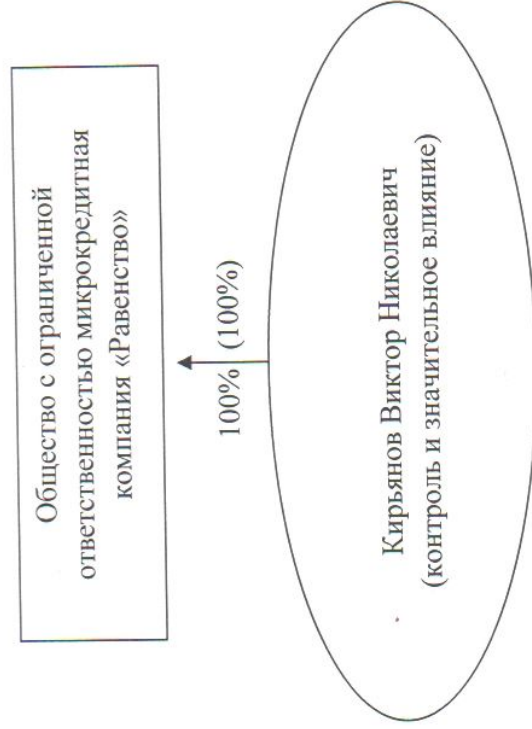 Общество с ограниченной
ответственностью микрокредитная
компания «Равенство»
100% (100%)
Кирьянов Виктор Николаевич
(контроль и значительное влияние)